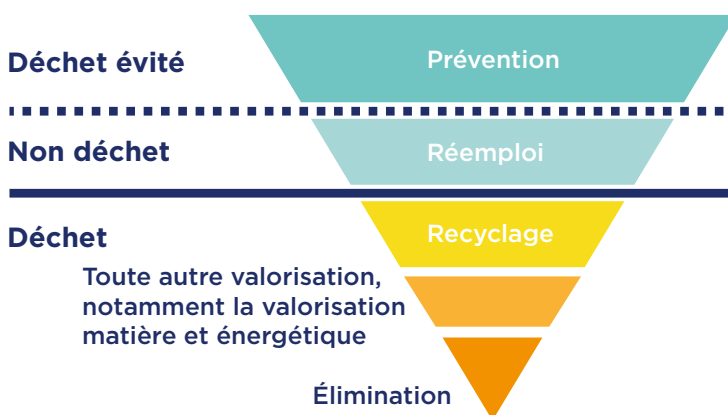 Déchet évité
Prévention
Non déchet
Réemploi
Déchet
Recyclage
Toute autre valorisation,
notamment la valorisation
matière et énergétique
Élimination